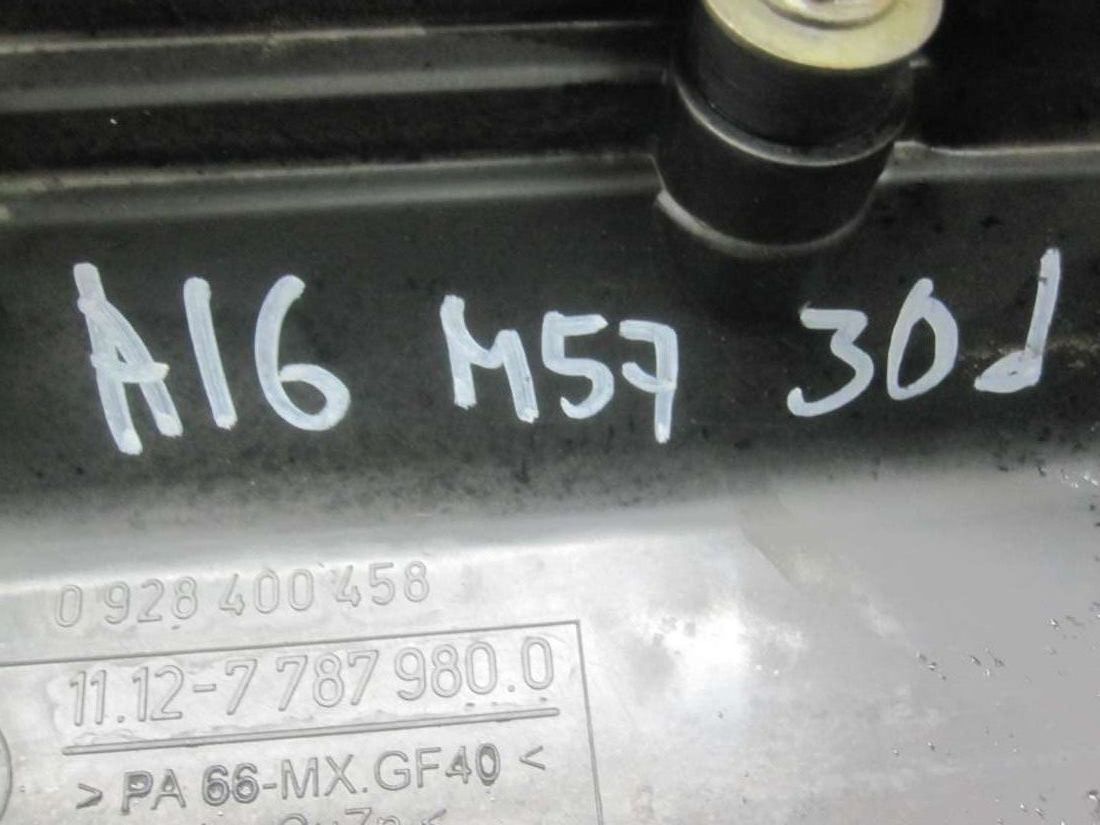 A16 M57 30d
0 928 400 458
11.12-7 787 980.0
> PA 66-MX.GF40 <